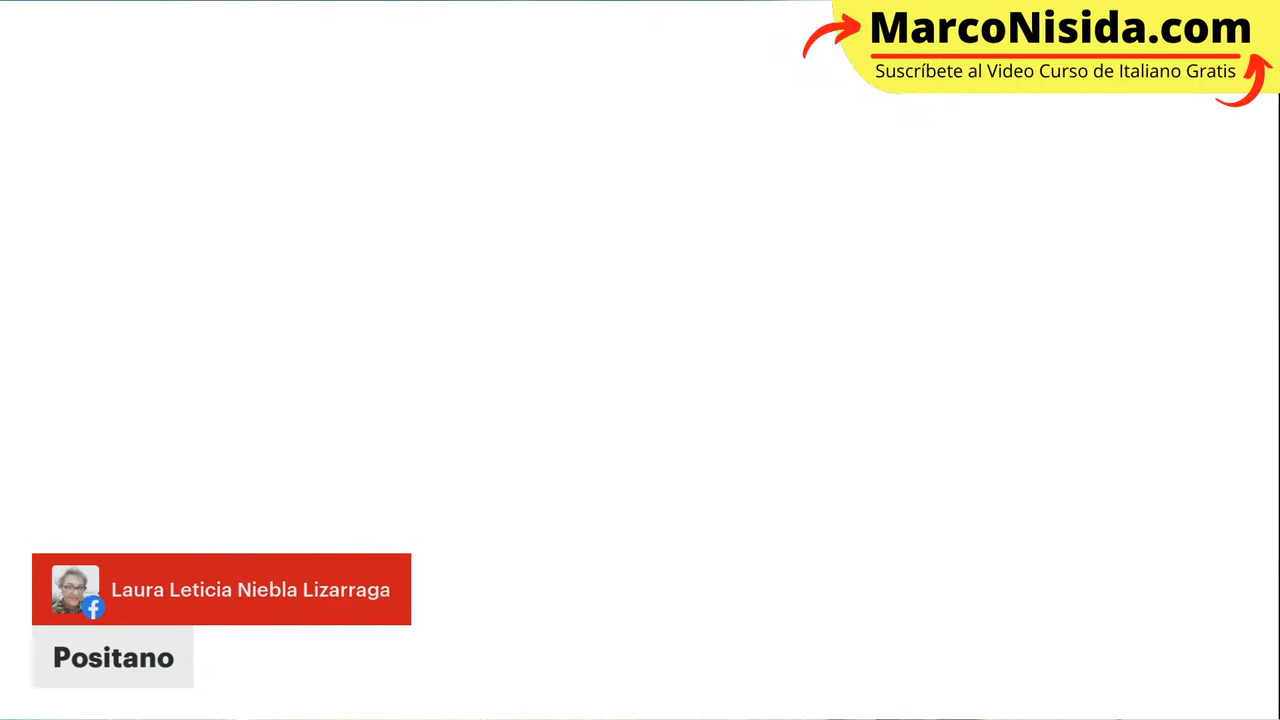 MarcoNisida.com
Suscríbete al Video Curso de Italiano Gratis
Laura Leticia Niebla Lizarraga
Positano